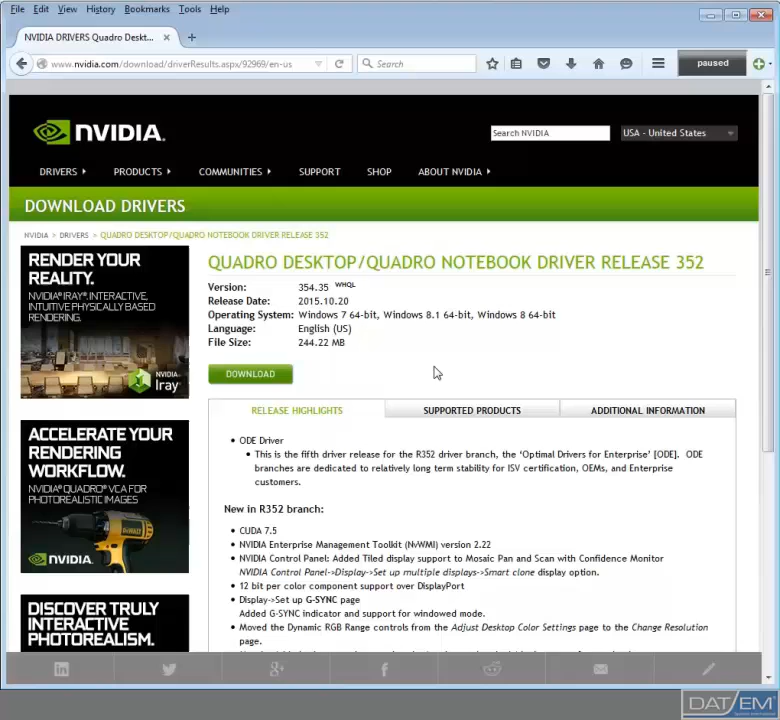 File Edit View History Bookmarks Tools Help
NVIDIA DRIVERS Quadro Deskt...
www.nvidia.com/download/driverResults.aspx/92969/en-us
Search
paused
NVIDIA.
Search NVIDIA
USA - United States
DRIVERS PRODUCTS COMMUNITIES SUPPORT SHOP ABOUT NVIDIA
DOWNLOAD DRIVERS
NVIDIA > DRIVERS > QUADRO DESKTOP/QUADRO NOTEBOOK DRIVER RELEASE 352
RENDER YOUR
REALITY.
NVIDIA® IRAY®. INTERACTIVE,
INTUITIVE PHYSICALLY BASED
RENDERING.
NVIDIA®
Iray®
ACCELERATE YOUR
RENDERING
WORKFLOW.
NVIDIA® QUADRO® VCA FOR
PHOTOREALISTIC IMAGES
DEWALT
NVIDIA.
DISCOVER TRULY
INTERACTIVE
PHOTOREALISM.
QUADRO DESKTOP/QUADRO NOTEBOOK DRIVER RELEASE 352
Version: 354.35 WHQL
Release Date: 2015.10.20
Operating System: Windows 7 64-bit, Windows 8.1 64-bit, Windows 8 64-bit
Language: English (US)
File Size: 244.22 MB
DOWNLOAD
RELEASE HIGHLIGHTS SUPPORTED PRODUCTS ADDITIONAL INFORMATION
• ODE Driver
• This is the fifth driver release for the R352 driver branch, the ‘Optimal Drivers for Enterprise’ [ODE]. ODE
branches are dedicated to relatively long term stability for ISV certification, OEMs, and Enterprise
customers.
New in R352 branch:
• CUDA 7.5
• NVIDIA Enterprise Management Toolkit (NVWMI) version 2.22
• NVIDIA Control Panel: Added Tiled display support to Mosaic Pan and Scan with Confidence Monitor
NVIDIA Control Panel->Display->Set up multiple displays->Smart clone display option.
• 12 bit per color component support over DisplayPort
• Display->Set up G-SYNC page
Added G-SYNC indicator and support for windowed mode.
• Moved the Dynamic RGB Range controls from the Adjust Desktop Color Settings page to the Change Resolution
page.
DAT/EM